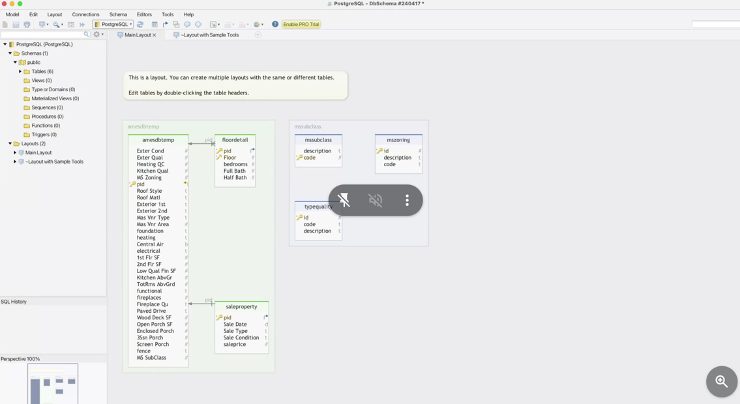 PostgreSQL - DbSchema #240417 *
Model Edit Layout Connections Schema Editors Tools Help
PostgreSQL
Enable PRO Trial
Main Layout
~Layout with Sample Tools
PostgreSQL (PostgreSQL)
Schemas (1)
public
Tables (6)
Views (0)
Type or Domains (0)
Materialized Views (0)
Sequences (0)
Procedures (0)
Functions (0)
Triggers (0)
Layouts (2)
Main Layout
~Layout with Sample Tools
SQL History
Perspective 100%
This is a layout. You can create multiple layouts with the same or different tables.
Edit tables by double-clicking the table headers.
amesdbtemp
amesdbtemp
Exter Cond
Exter Qual
Heating QC
Kitchen Qual
MS Zoning
pid
Roof Style
Roof Matl
Exterior 1st
Exterior 2nd
Mas Vnr Type
Mas Vnr Area
foundation
heating
Central Air
electrical
1st Flr SF
2nd Flr SF
Low Qual Fin SF
Kitchen AbvGr
TotRms AbvGrd
functional
fireplaces
Fireplace Qu
Paved Drive
Wood Deck SF
Open Porch SF
Enclosed Porch
3Ssn Porch
Screen Porch
fence
MS SubClass
pid
floordetail
pid
Floor
bedrooms
Full Bath
Half Bath
pid
saleproperty
pid
Sale Date
Sale Type
Sale Condition
saleprice
mssubclass
description
code
mszoning
id
description
code
typequality
id
code
description